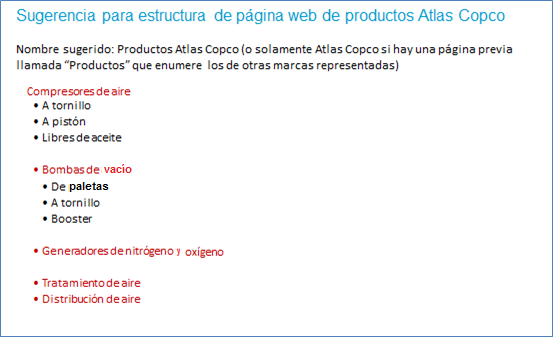 Sugerencia para estructura de página web de productos Atlas Copco
Nombre sugerido: Productos Atlas Copco (o solamente Atlas Copco si hay una página previa
llamada “Productos” que enumere los de otras marcas representadas)
Compresores de aire
• A tornillo
• A pistón
• Libres de aceite
• Bombas de vacío
• De paletas
• A tornillo
• Booster
• Generadores de nitrógeno y oxígeno
• Tratamiento de aire
• Distribución de aire